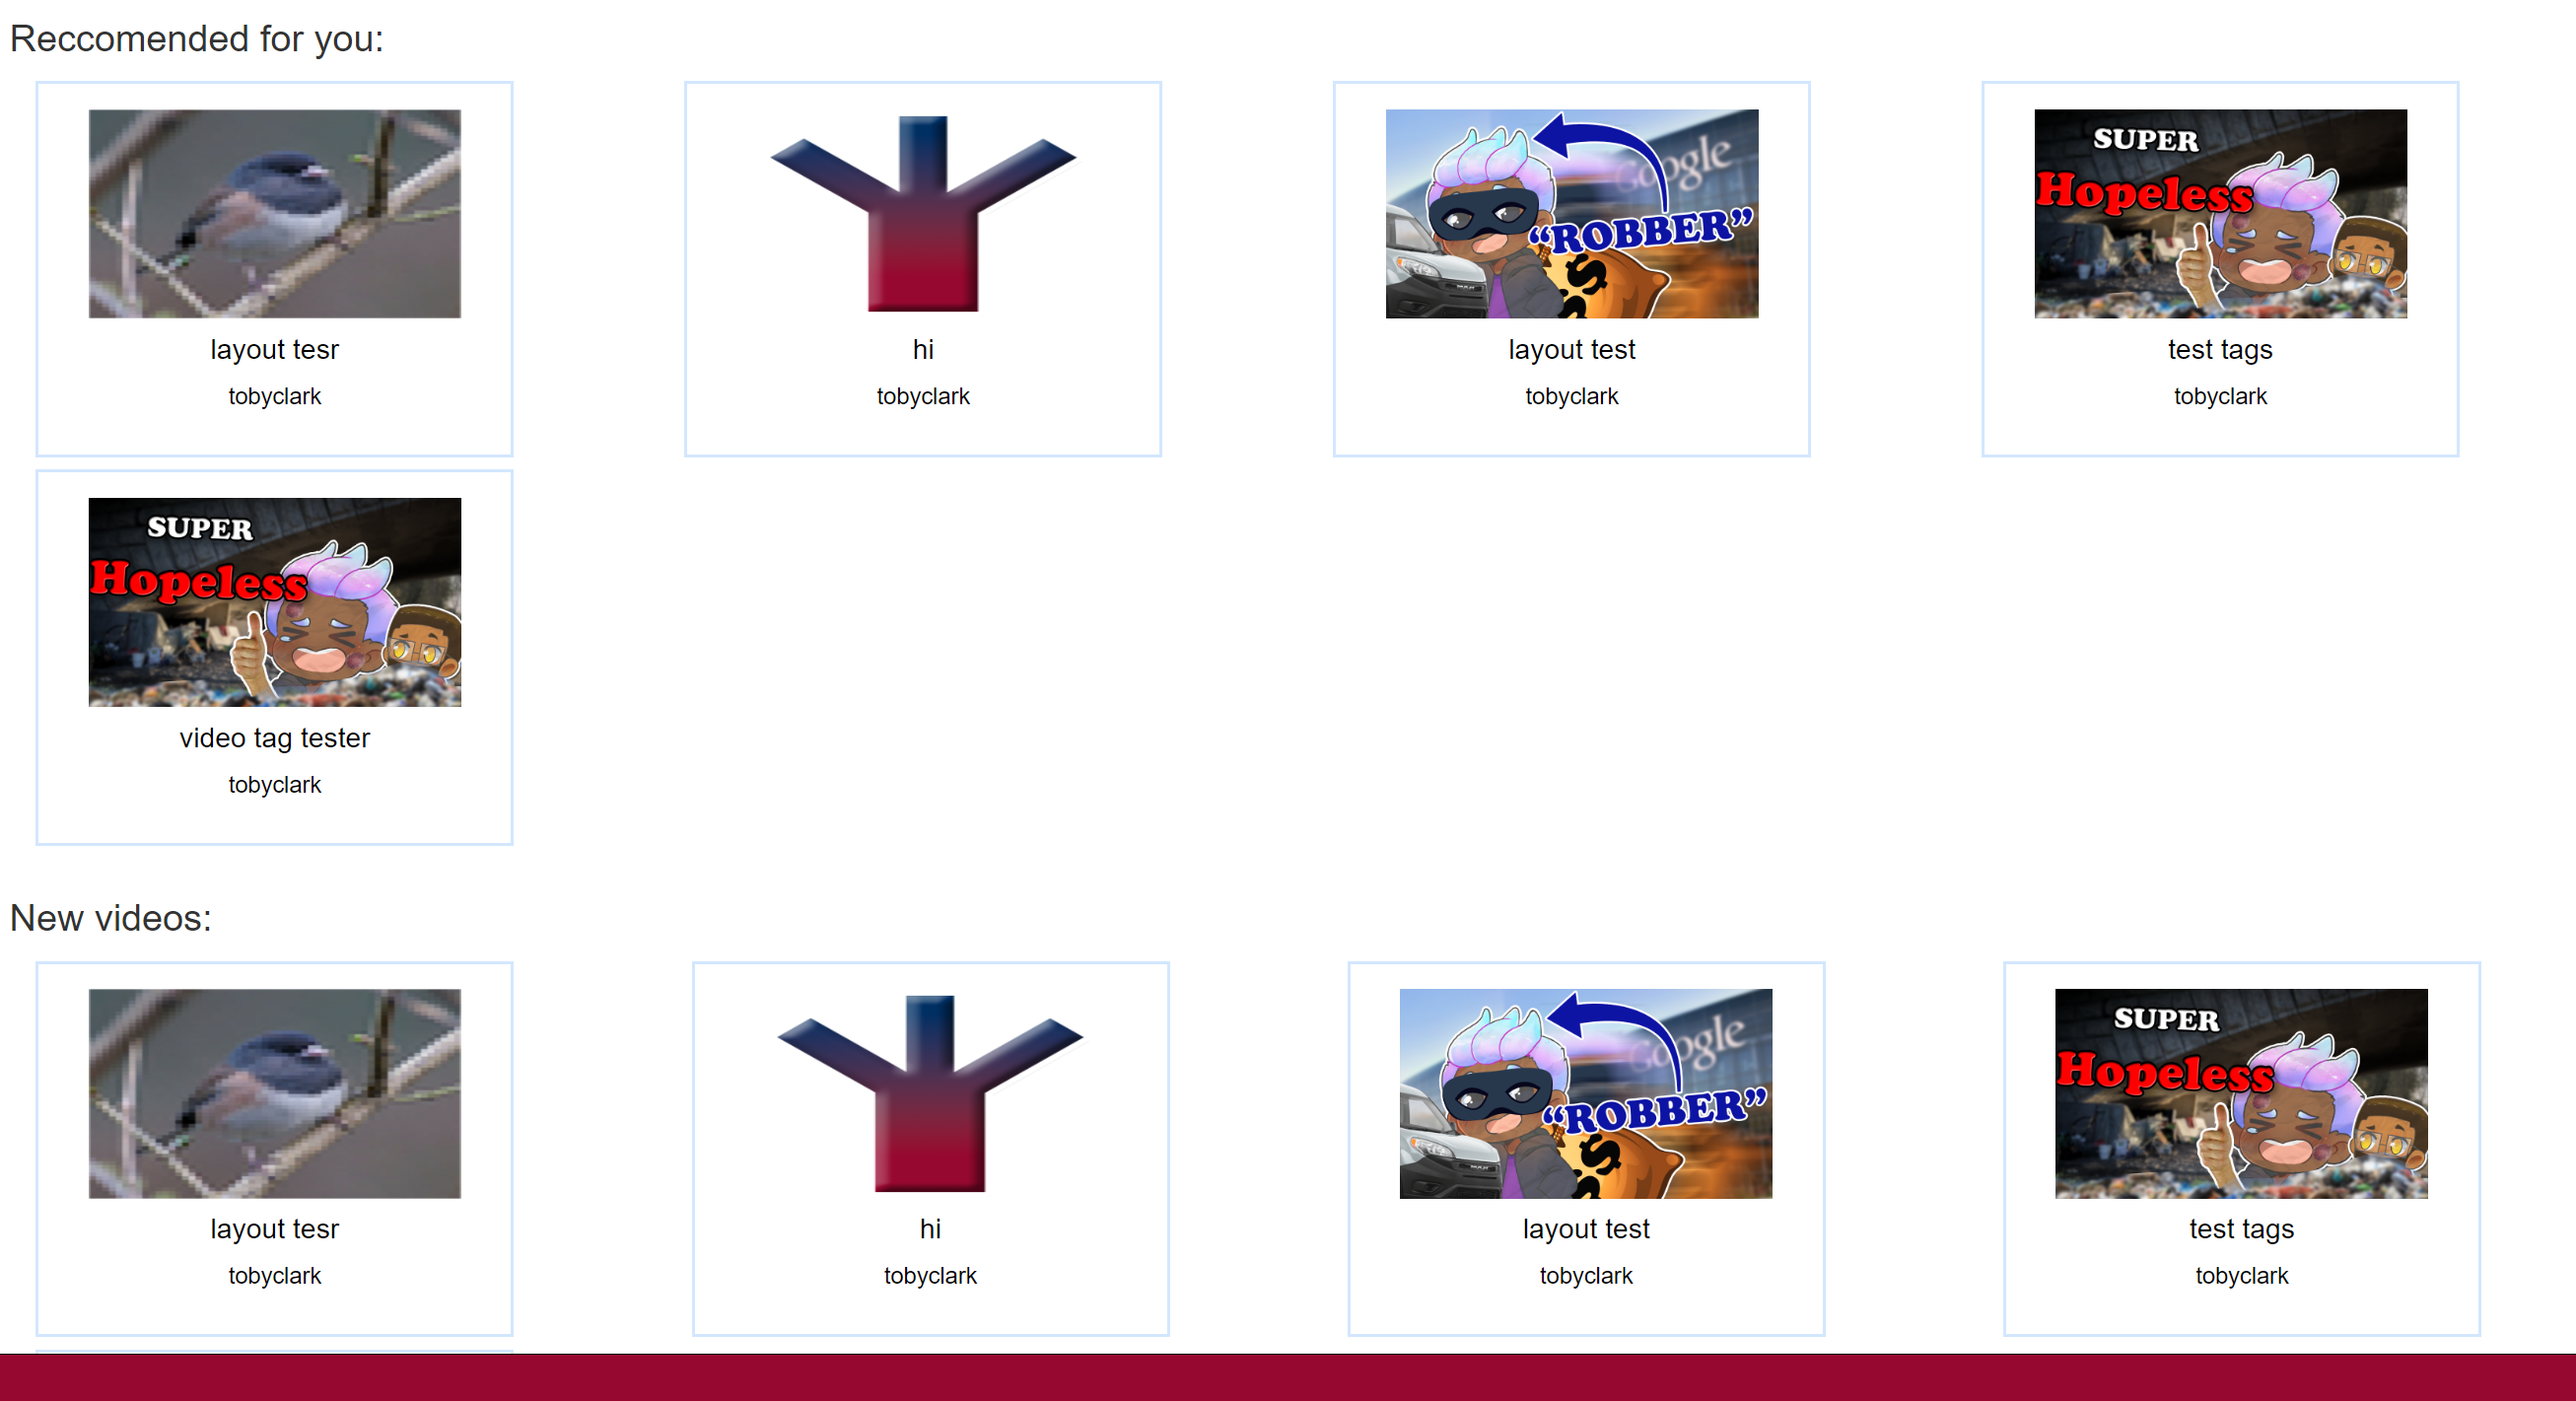 Reccomended for you:
Google
"ROBBER"
SUPER
Hopeless
layout tesr
hi
layout test
test tags
tobyclark
tobyclark
tobyclark
tobyclark
SUPER
Hopeless
video tag tester
tobyclark
New videos:
Google
"ROBBER"
SUPER
Hopeless
layout tesr
hi
layout test
test tags
tobyclark
tobyclark
tobyclark
tobyclark